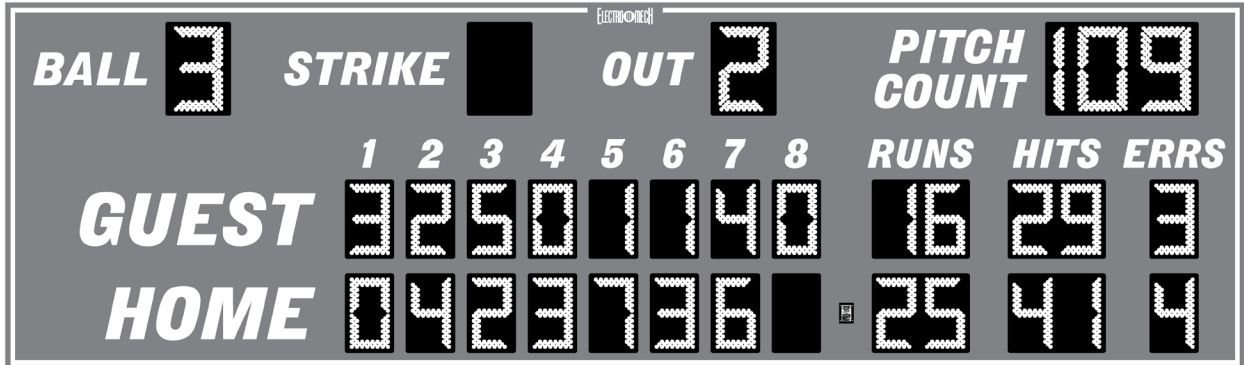 ELECTRO-MECH
BALL 3 STRIKE OUT 2 PITCH COUNT 109
1 2 3 4 5 6 7 8 RUNS HITS ERRS
GUEST 3 2 5 0 1 1 4 0 16 29 3
HOME 0 4 2 3 7 3 6 25 41 4